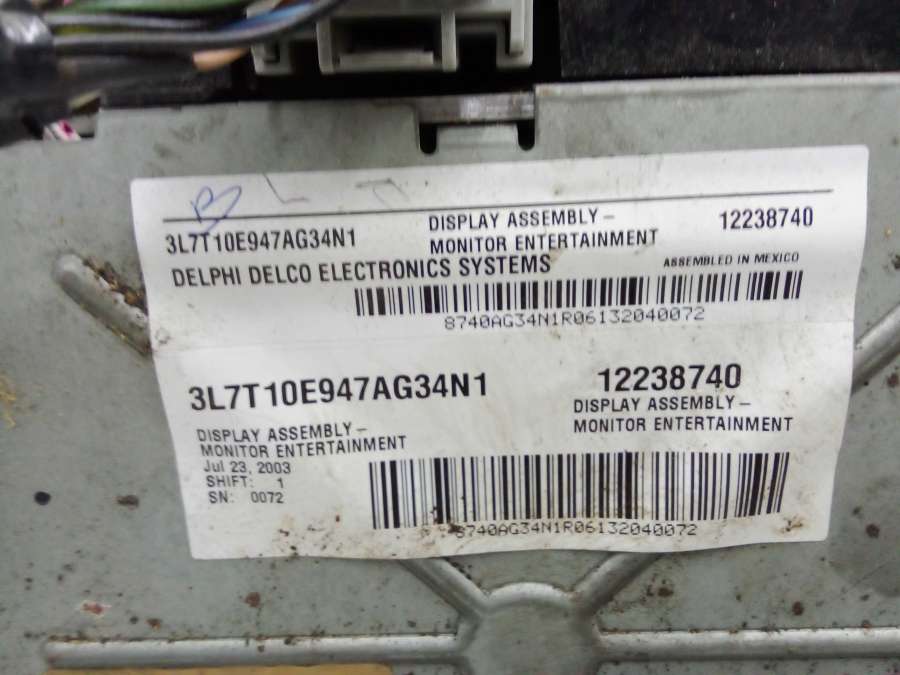 3L7T10E947AG34N1 DISPLAY ASSEMBLY – 12238740
MONITOR ENTERTAINMENT
DELPHI DELCO ELECTRONICS SYSTEMS ASSEMBLED IN MEXICO
8740AG34N1R06132040072
3L7T10E947AG34N1 12238740
DISPLAY ASSEMBLY –
MONITOR ENTERTAINMENT
DISPLAY ASSEMBLY –
MONITOR ENTERTAINMENT
Jul 23, 2003
SHIFT: 1
SN: 0072
8740AG34N1R06132040072